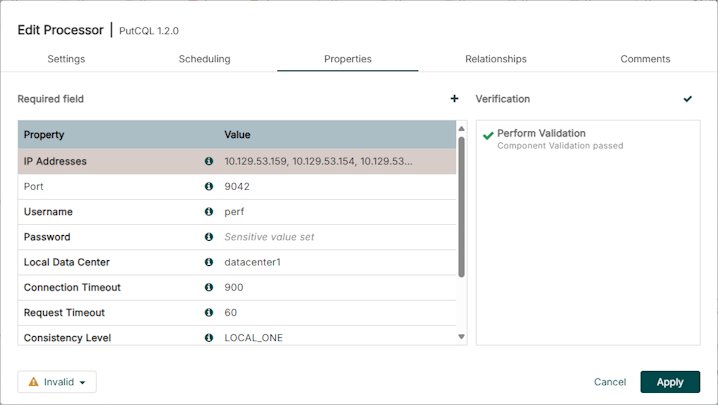 Edit Processor | PutCQL 1.2.0
Settings Scheduling Properties Relationships Comments
Required field
Property Value
IP Addresses 10.129.53.159, 10.129.53.154, 10.129.53...
Port 9042
Username perf
Password Sensitive value set
Local Data Center datacenter1
Connection Timeout 900
Request Timeout 60
Consistency Level LOCAL_ONE
Verification
Perform Validation
Component Validation passed
Invalid
Cancel Apply